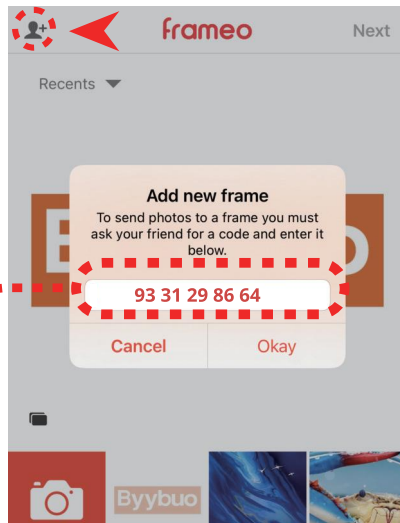 frameo
Next
Recents
Add new frame
To send photos to a frame you must
ask your friend for a code and enter it
below.
93 31 29 86 64
Cancel
Okay
Byybuo